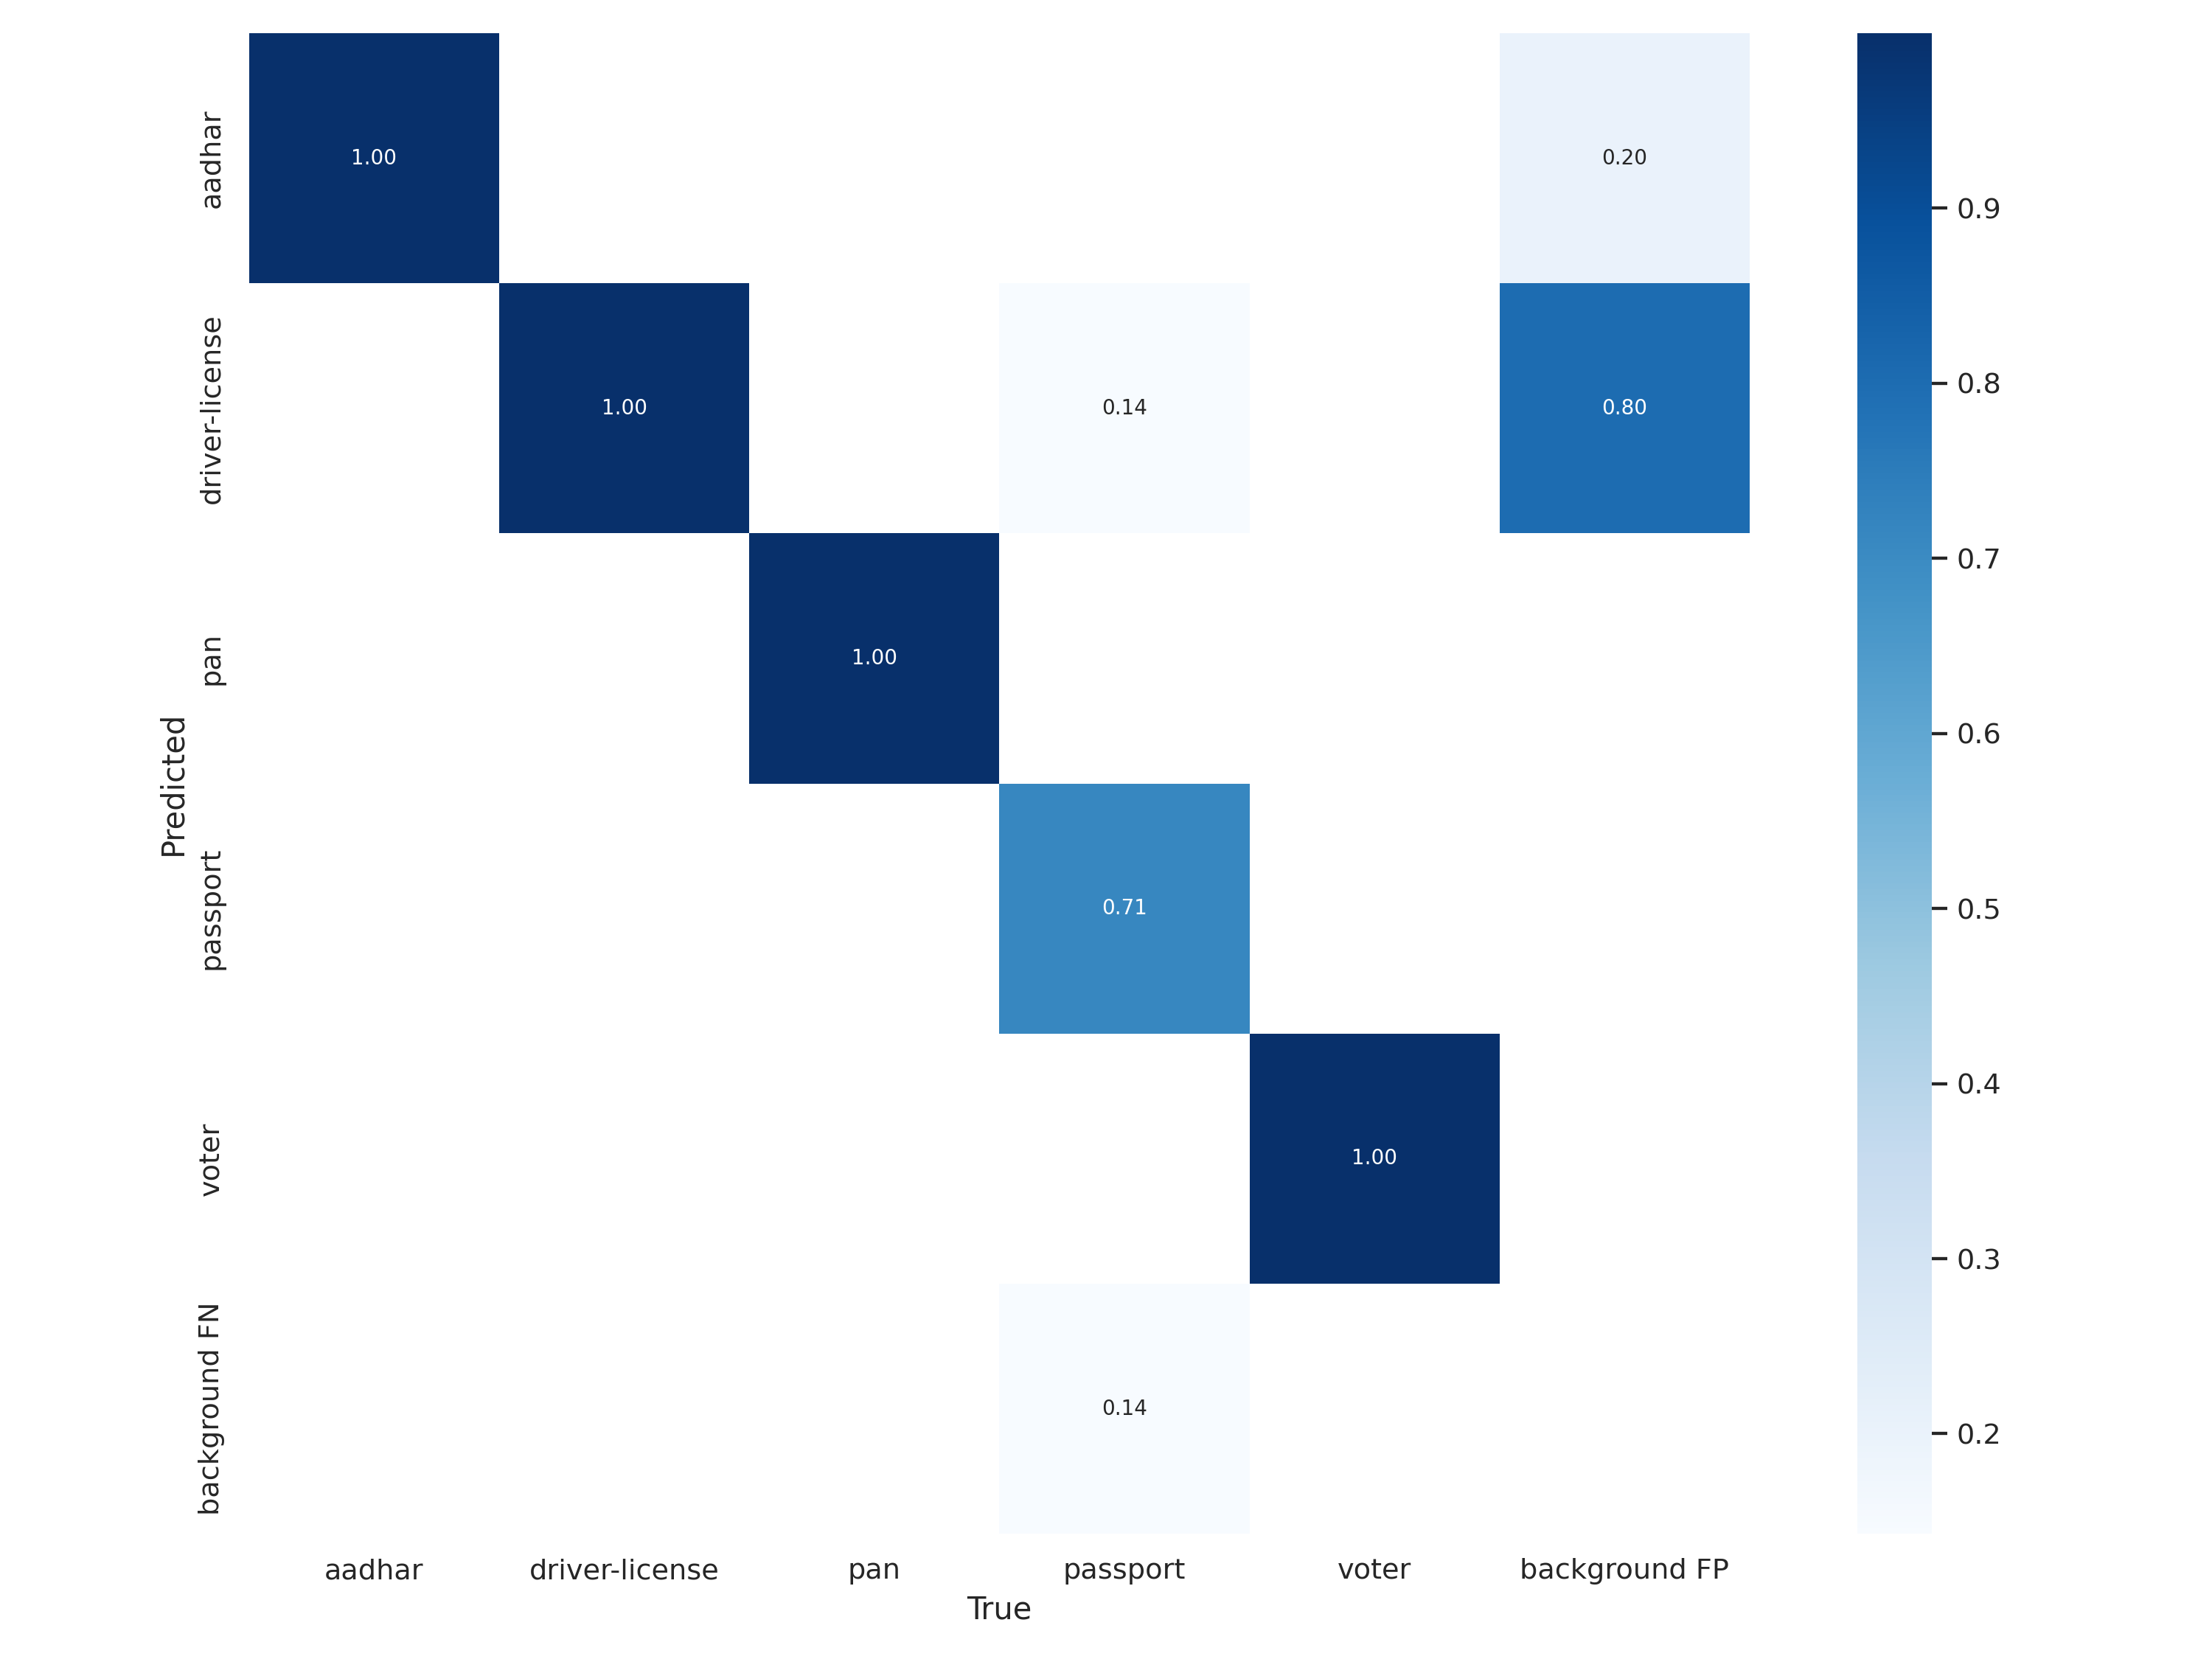 aadhar
1.00
0.20
driver-license
1.00
0.14
0.80
pan
1.00
passport
0.71
voter
1.00
background FN
0.14
Predicted
aadhar driver-license pan passport voter background FP
True
0.9
0.8
0.7
0.6
0.5
0.4
0.3
0.2